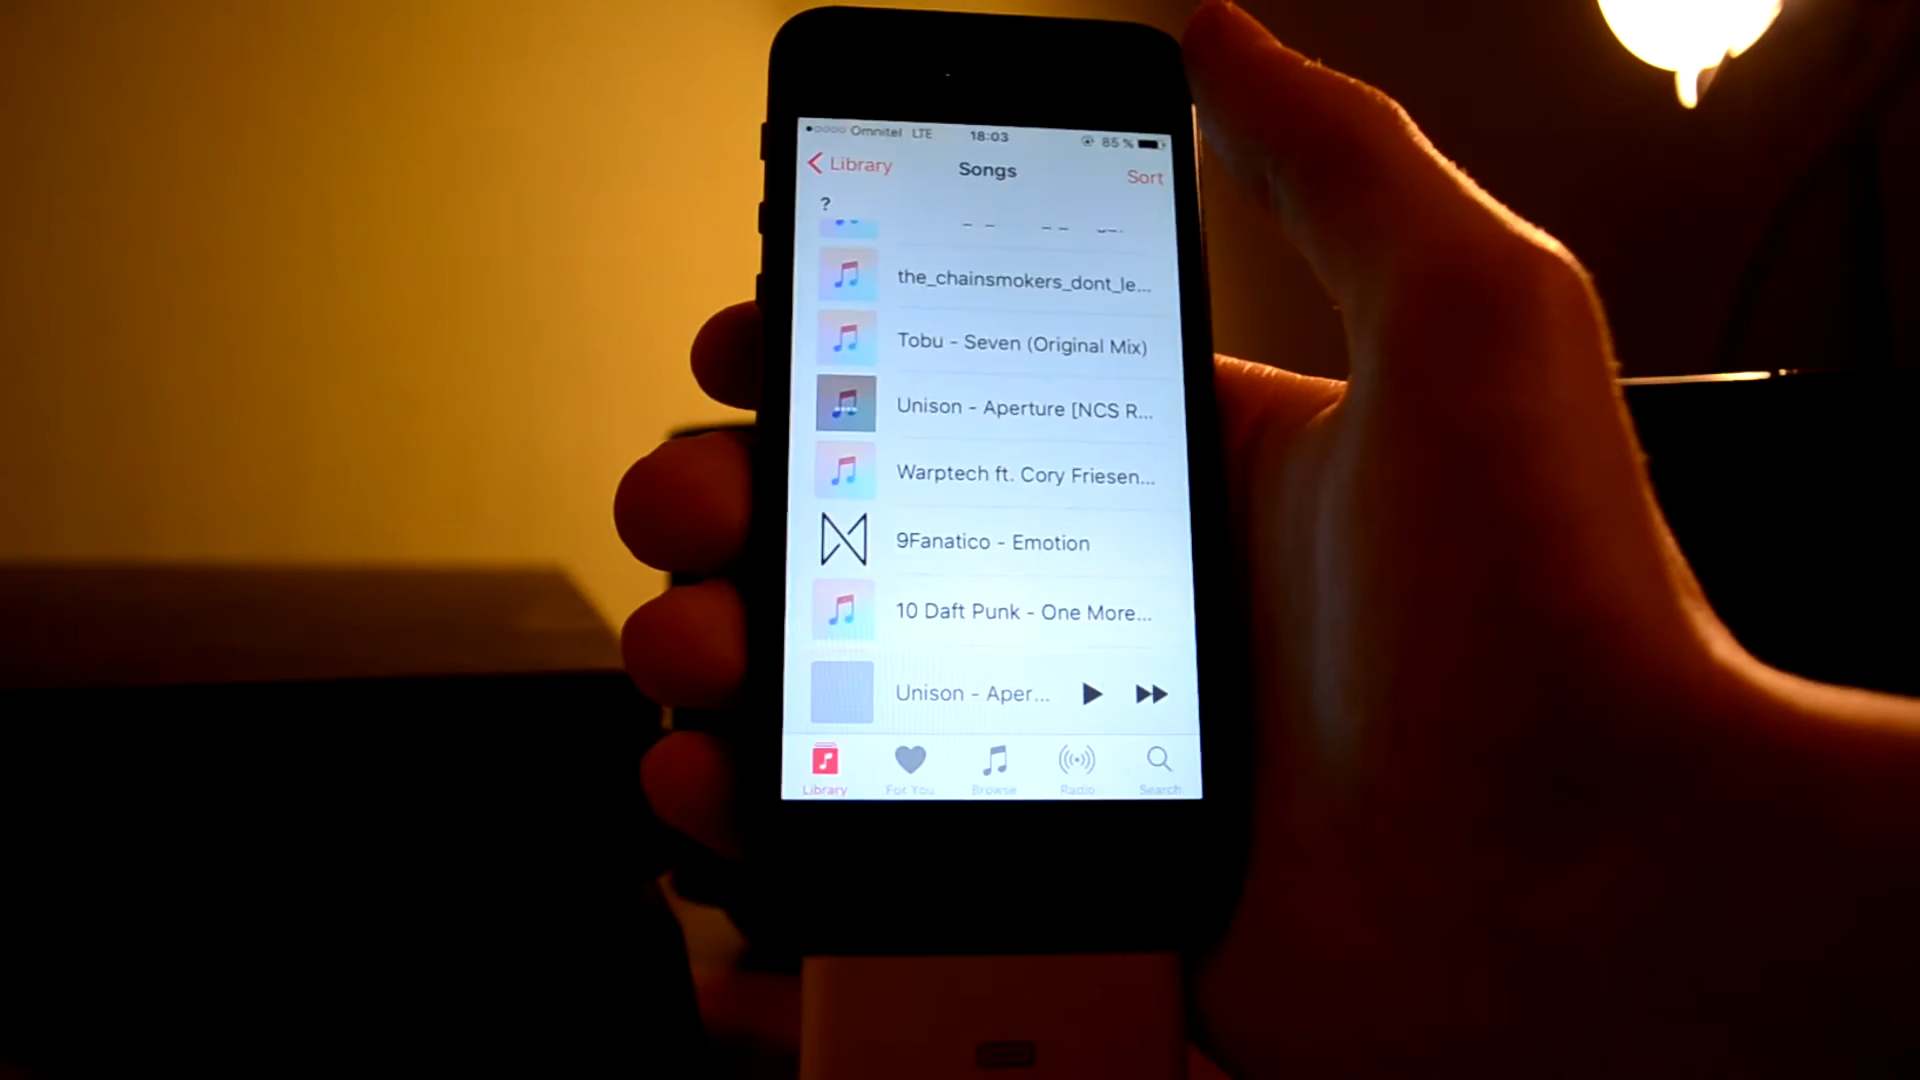 Omnitel LTE 18:03 85 %
Library Songs Sort
?
the_chainsmokers_dont_le...
Tobu - Seven (Original Mix)
Unison - Aperture [NCS R...
Warptech ft. Cory Friesen...
9Fanatico - Emotion
10 Daft Punk - One More...
Unison - Aper...
Library For You Browse Radio Search